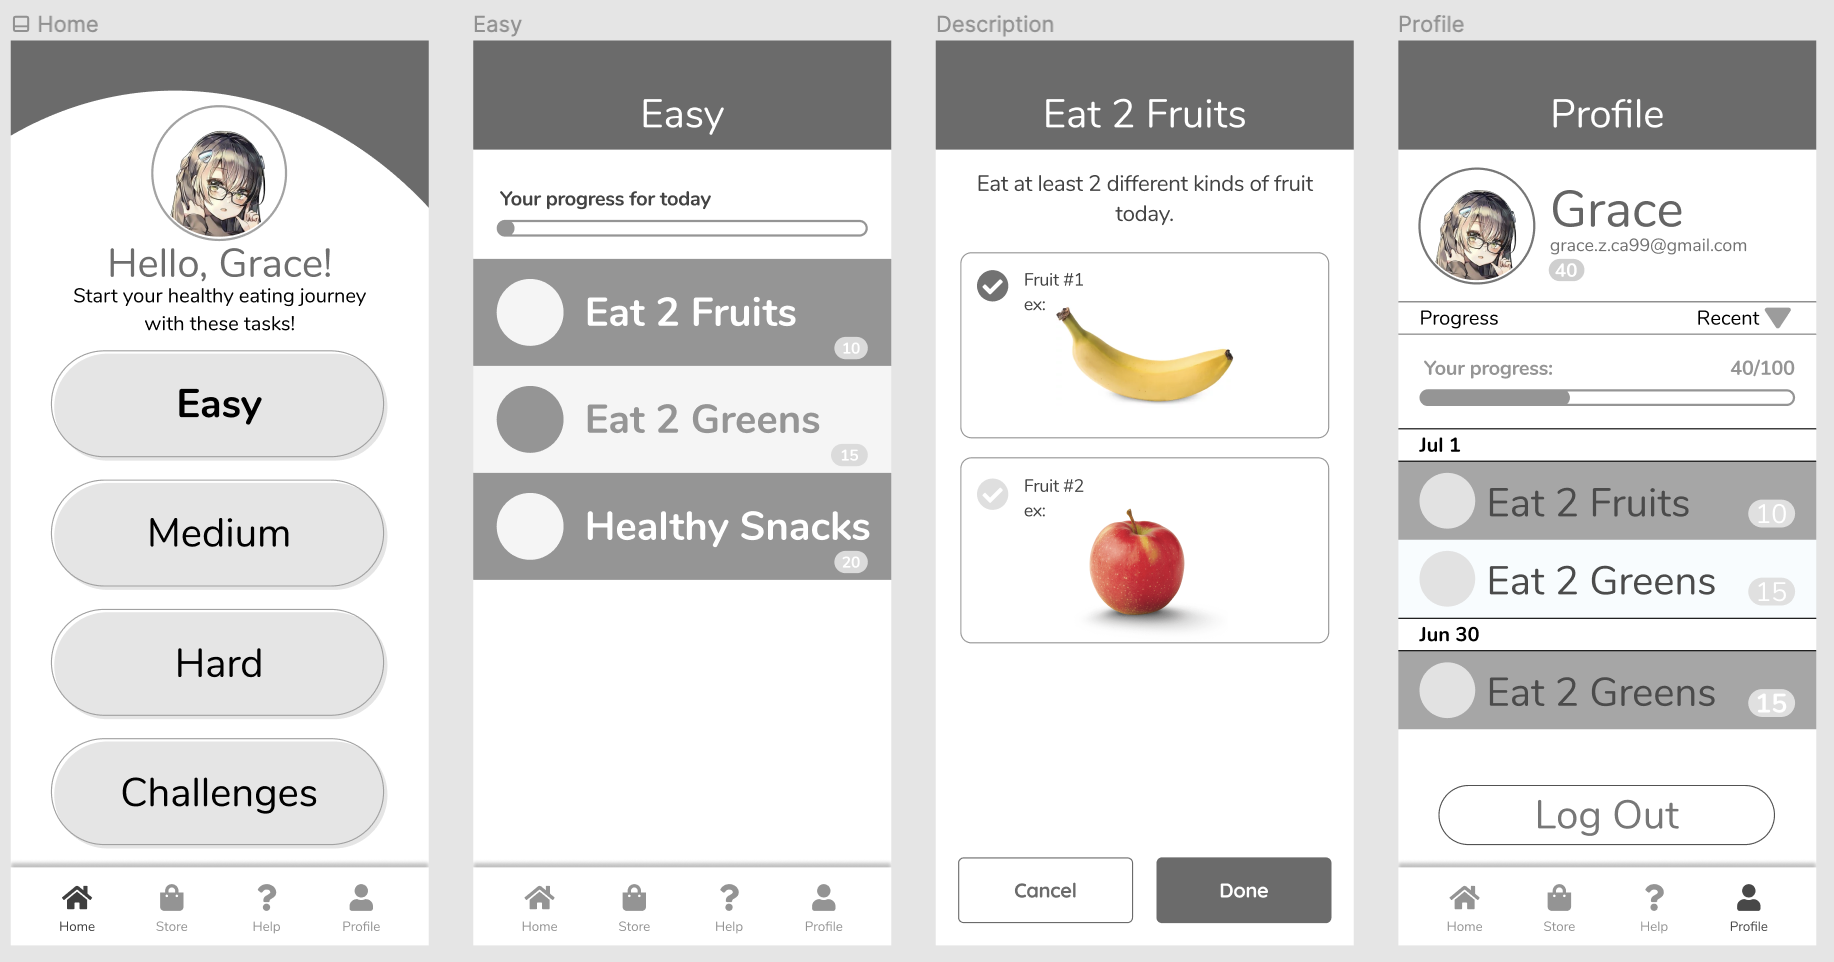 Home
Hello, Grace!
Start your healthy eating journey
with these tasks!
Easy
Medium
Hard
Challenges
Home
Store
Help
Profile
Easy
Easy
Your progress for today
Eat 2 Fruits
10
Eat 2 Greens
15
Healthy Snacks
20
Home
Store
Help
Profile
Description
Eat 2 Fruits
Eat at least 2 different kinds of fruit
today.
Fruit #1
ex:
Fruit #2
ex:
Cancel
Done
Profile
Profile
Grace
grace.z.ca99@gmail.com
40
Progress
Recent
Your progress:
40/100
Jul 1
Eat 2 Fruits
10
Eat 2 Greens
15
Jun 30
Eat 2 Greens
15
Log Out
Home
Store
Help
Profile